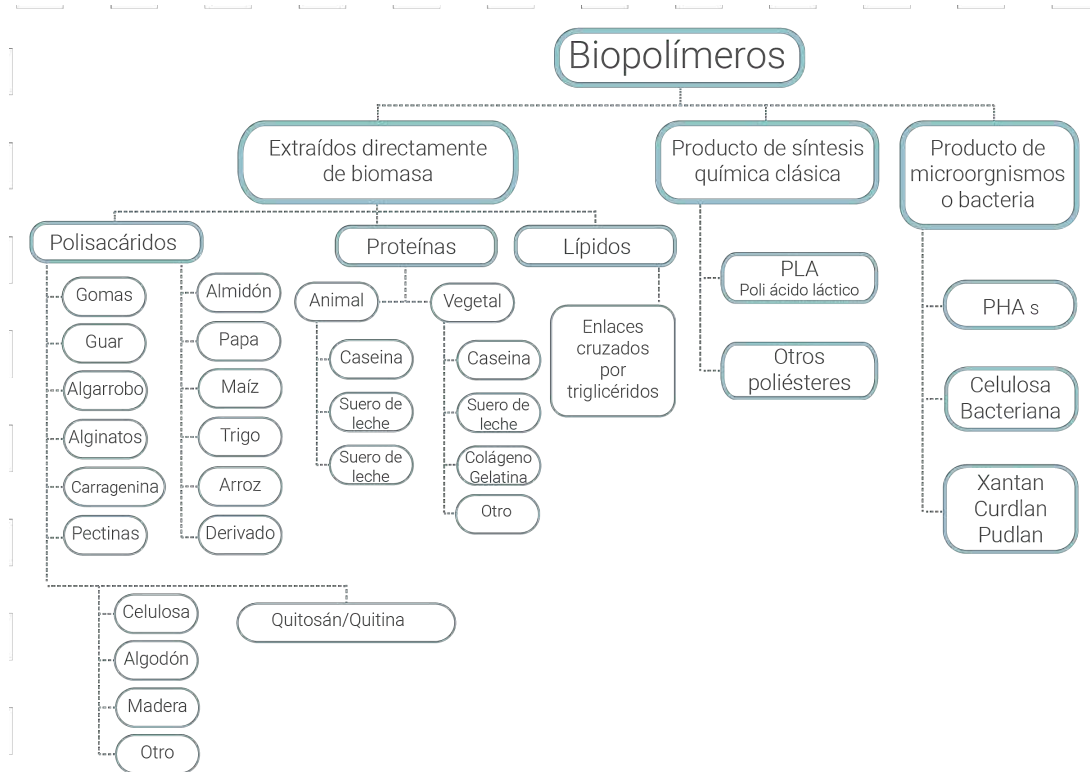 Biopolímeros
Extraídos directamente
de biomasa
Producto de síntesis
química clásica
Producto de
microorgnismos
o bacteria
Polisacáridos
Proteínas
Lípidos
Gomas
Guar
Algarrobo
Alginatos
Carragenina
Pectinas
Almidón
Papa
Maíz
Trigo
Arroz
Derivado
Celulosa
Algodón
Madera
Otro
Quitosán/Quitina
Animal
Caseina
Suero de
leche
Suero de
leche
Vegetal
Caseina
Suero de
leche
Colágeno
Gelatina
Otro
Enlaces
cruzados
por
triglicéridos
PLA
Poli ácido láctico
Otros
poliésteres
PHA s
Celulosa
Bacteriana
Xantan
Curdlan
Pudlan